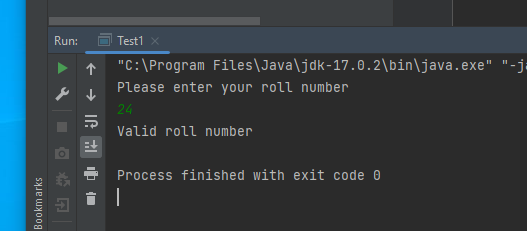 Run:
Test1
"C:\Program Files\Java\jdk-17.0.2\bin\java.exe"
Please enter your roll number
24
Valid roll number
Process finished with exit code 0
Bookmarks